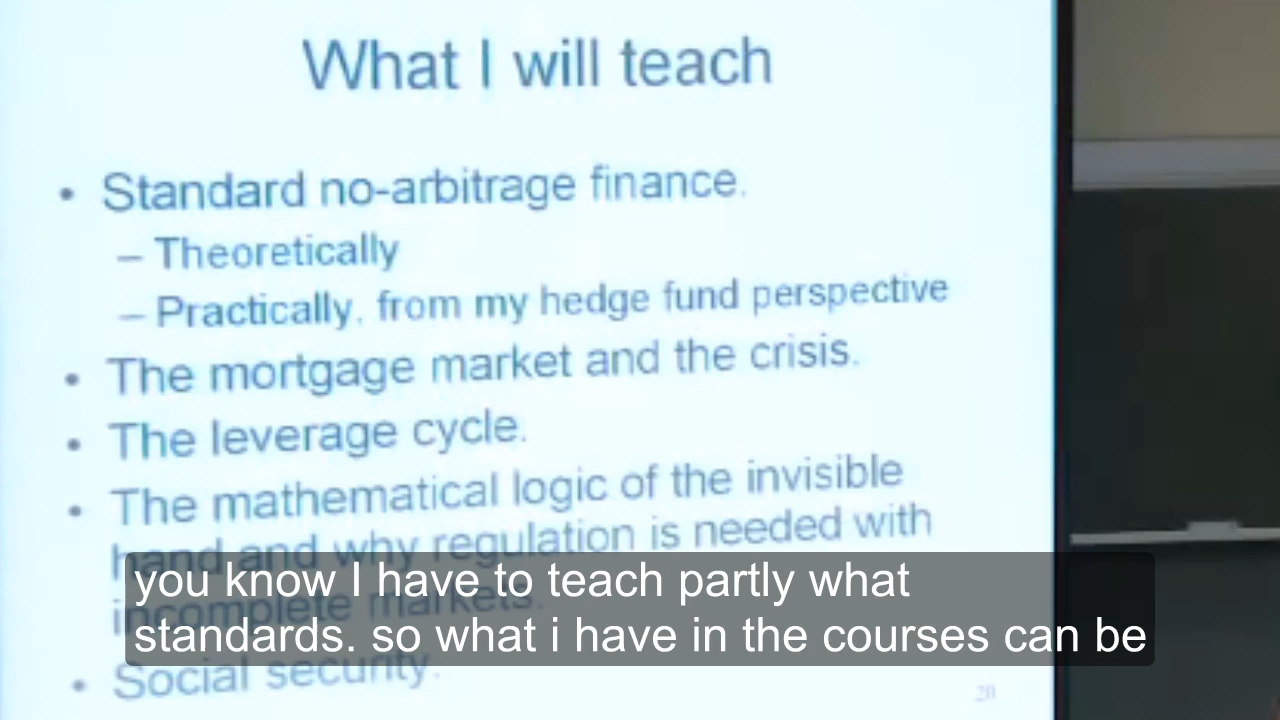 What I will teach
• Standard no-arbitrage finance.
– Theoretically
– Practically, from my hedge fund perspective
• The mortgage market and the crisis.
• The leverage cycle.
• The mathematical logic of the invisible
hand and why regulation is needed with
incomplete markets.
you know I have to teach partly what
standards. so what i have in the courses can be
• Social security.
20